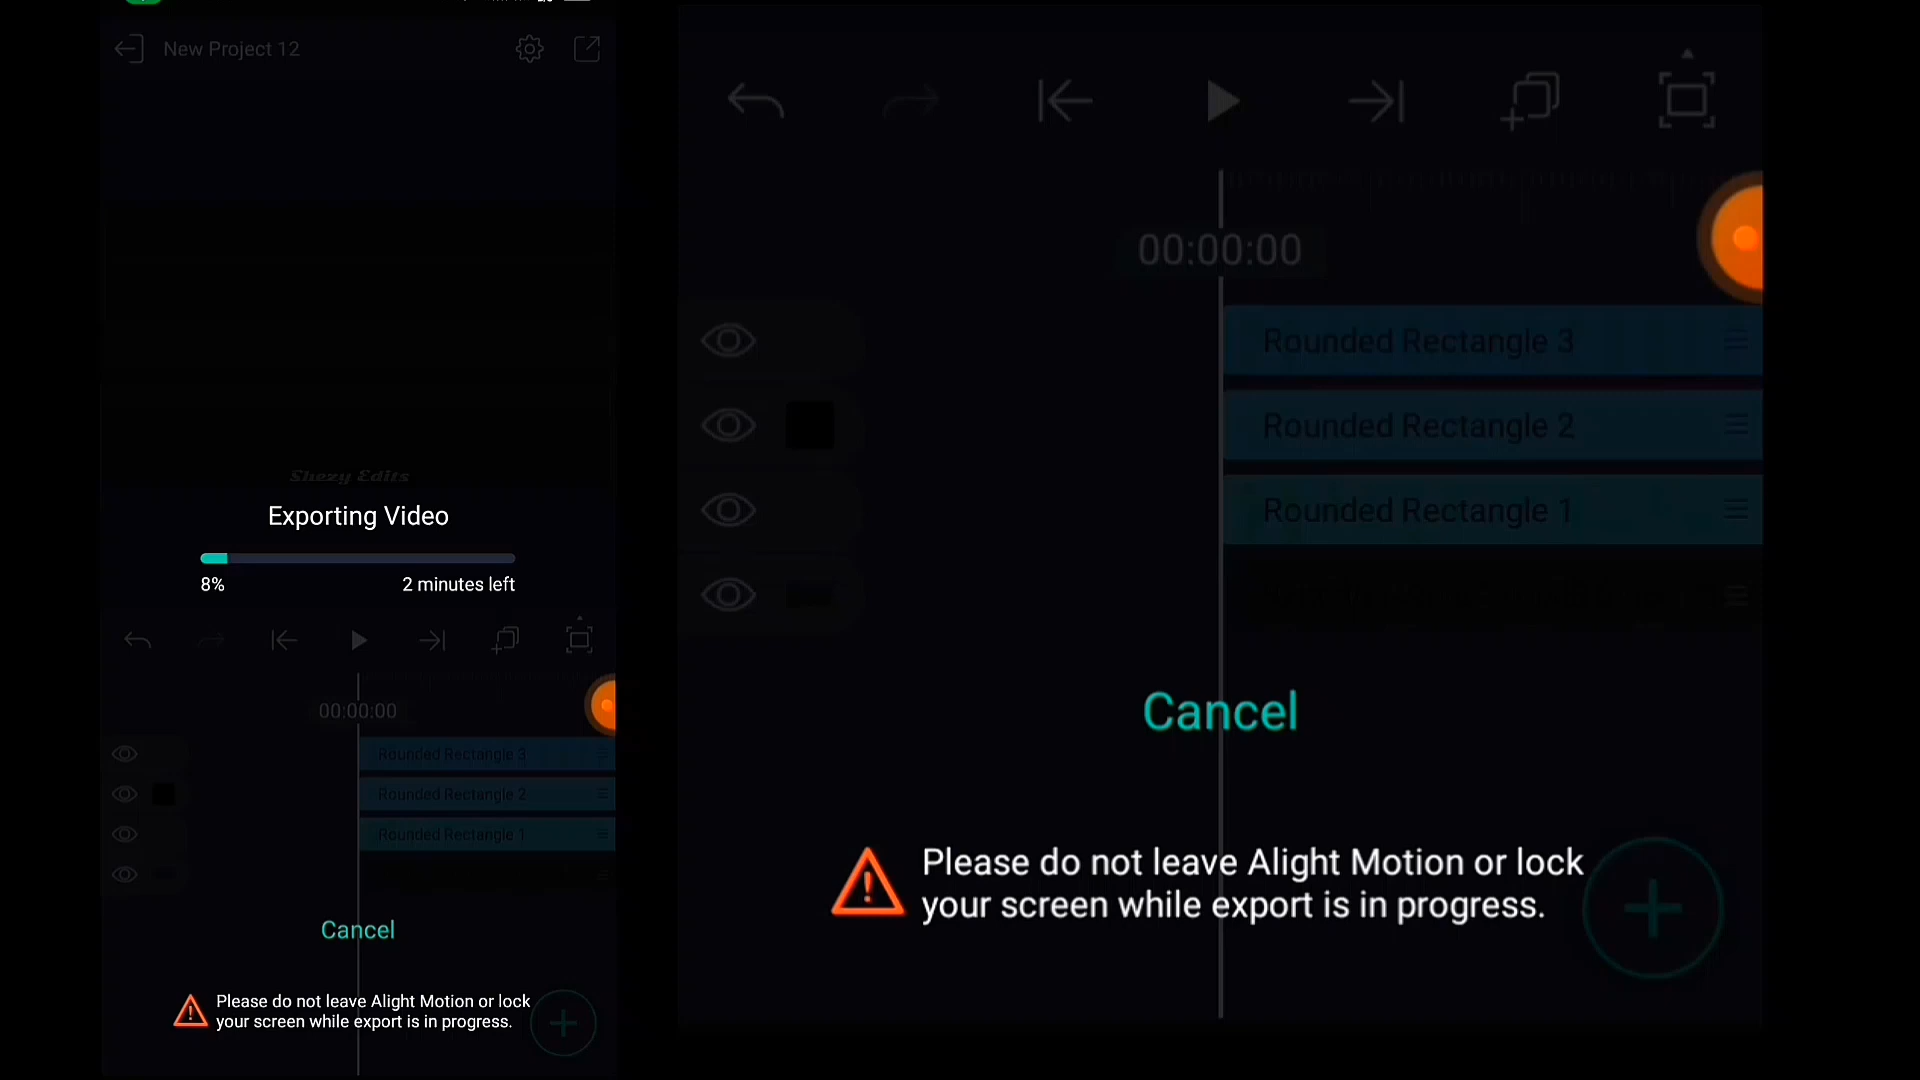 New Project 12
Shezy Edits
Exporting Video
8%
2 minutes left
00:00:00
Rounded Rectangle 3
Rounded Rectangle 2
Rounded Rectangle 1
Cancel
Please do not leave Alight Motion or lock
your screen while export is in progress.
00:00:00
Rounded Rectangle 3
Rounded Rectangle 2
Rounded Rectangle 1
Cancel
Please do not leave Alight Motion or lock
your screen while export is in progress.